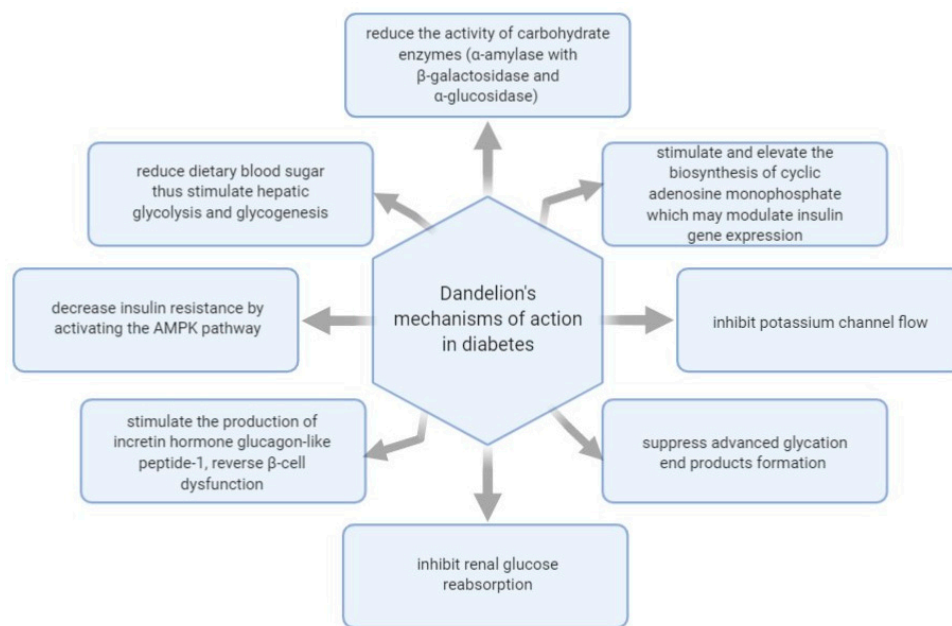 reduce the activity of carbohydrate
enzymes (α-amylase with
β-galactosidase and
α-glucosidase)
reduce dietary blood sugar
thus stimulate hepatic
glycolysis and glycogenesis
stimulate and elevate the
biosynthesis of cyclic
adenosine monophosphate
which may modulate insulin
gene expression
decrease insulin resistance by
activating the AMPK pathway
Dandelion's
mechanisms of action
in diabetes
inhibit potassium channel flow
stimulate the production of
incretin hormone glucagon-like
peptide-1, reverse β-cell
dysfunction
suppress advanced glycation
end products formation
inhibit renal glucose
reabsorption